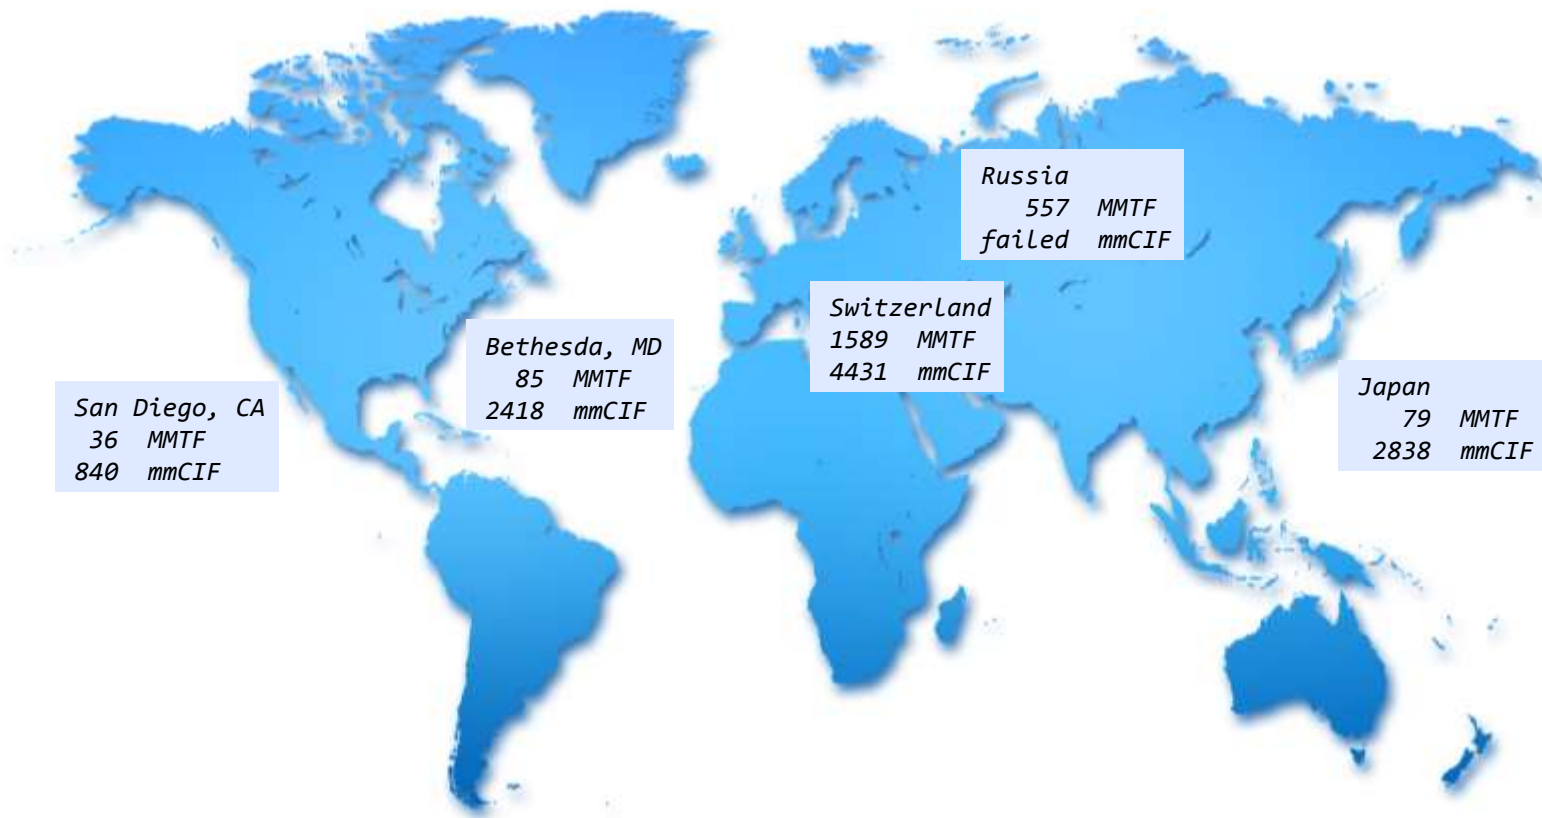 Russia
557 MMTF
failed mmCIF
Switzerland
1589 MMTF
4431 mmCIF
Bethesda, MD
85 MMTF
2418 mmCIF
San Diego, CA
36 MMTF
840 mmCIF
Japan
79 MMTF
2838 mmCIF